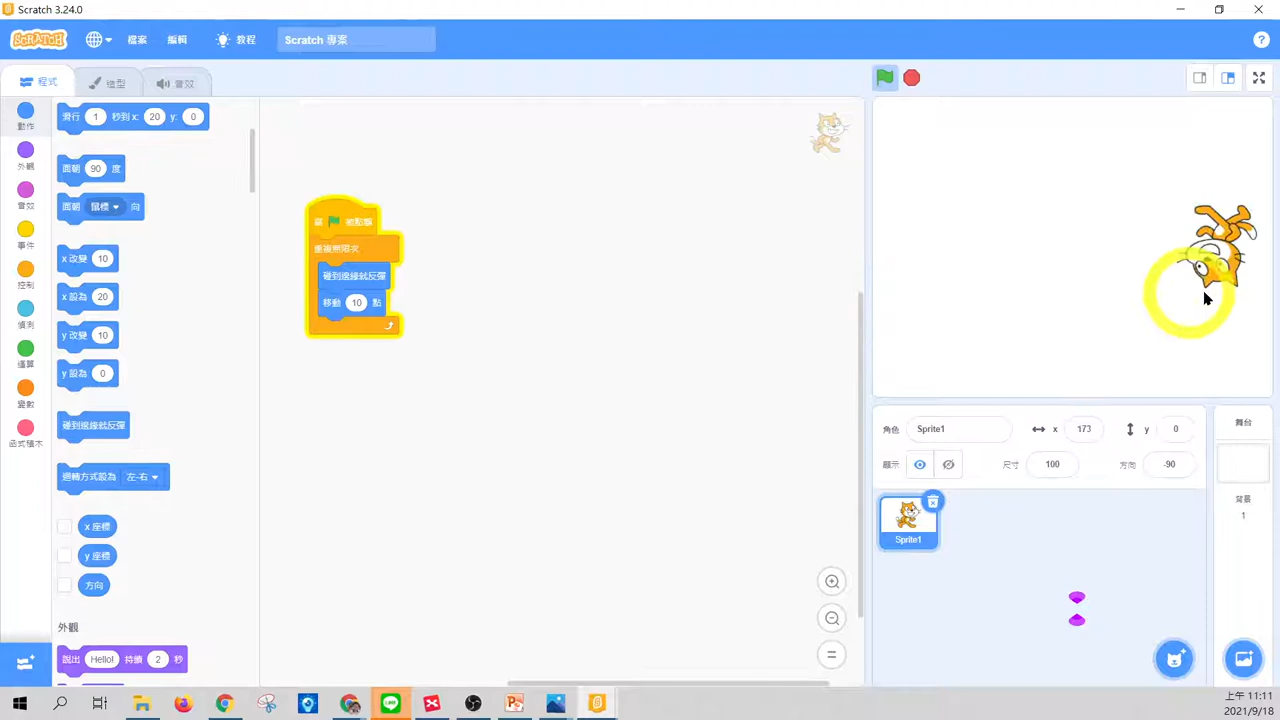 Scratch 3.24.0
SCRATCH 檔案 編輯 教程 Scratch 專案 ?
程式 造型 音效
動作
外觀
音效
事件
控制
偵測
運算
變數
函式積木
滑行 1 秒到 x: 20 y: 0
面朝 90 度
面朝 鼠標 向
x 改變 10
x 設為 20
y 改變 10
y 設為 0
碰到邊緣就反彈
迴轉方式設為 左-右
x 座標
y 座標
方向
外觀
說出 Hello! 持續 2 秒
當 被點擊
重複無限次
碰到邊緣就反彈
移動 10 點
角色 Sprite1 x 173 y 0
顯示 尺寸 100 方向 -90
Sprite1
舞台
背景
1
上午 11:11
2021/9/18